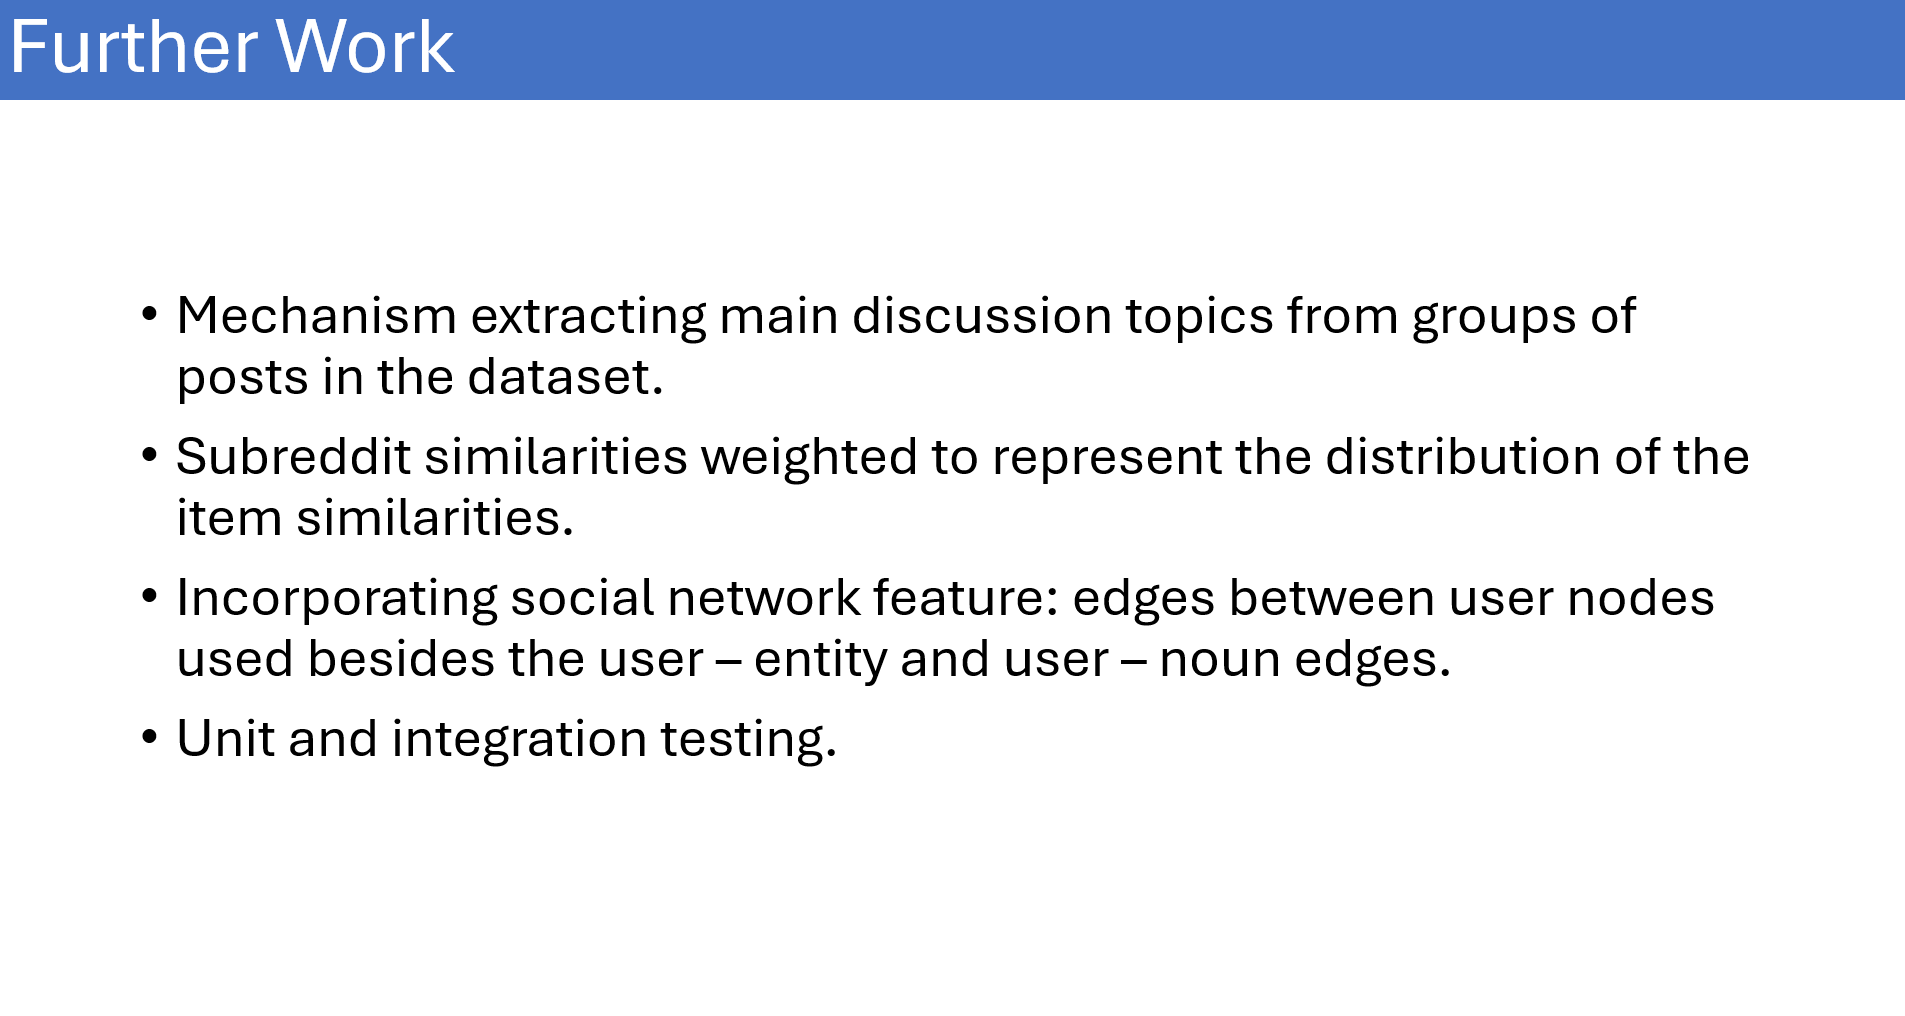 Further Work
• Mechanism extracting main discussion topics from groups of
posts in the dataset.
• Subreddit similarities weighted to represent the distribution of the
item similarities.
• Incorporating social network feature: edges between user nodes
used besides the user – entity and user – noun edges.
• Unit and integration testing.